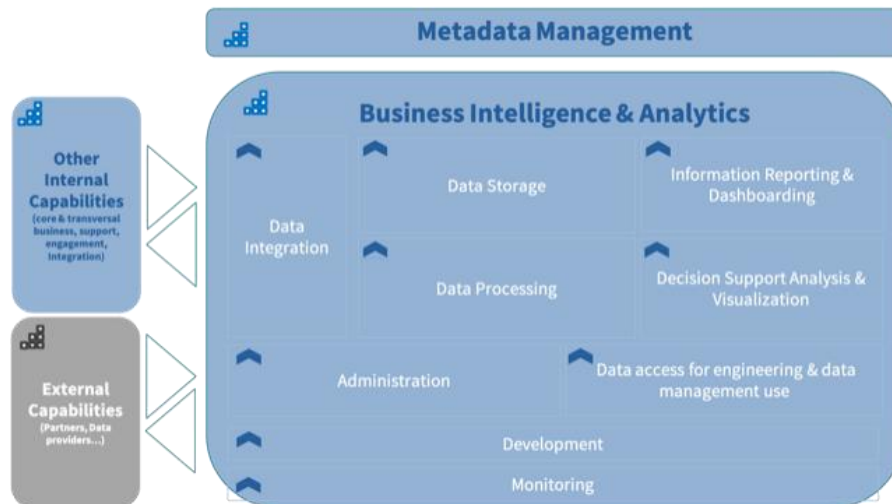 Metadata Management
Business Intelligence & Analytics
Other
Internal
Capabilities
(core & transversal
business, support,
engagement,
Integration)
External
Capabilities
(Partners, Data
providers...)
Data
Integration
Data Storage
Information Reporting &
Dashboarding
Data Processing
Decision Support Analysis &
Visualization
Administration
Data access for engineering & data
management use
Development
Monitoring